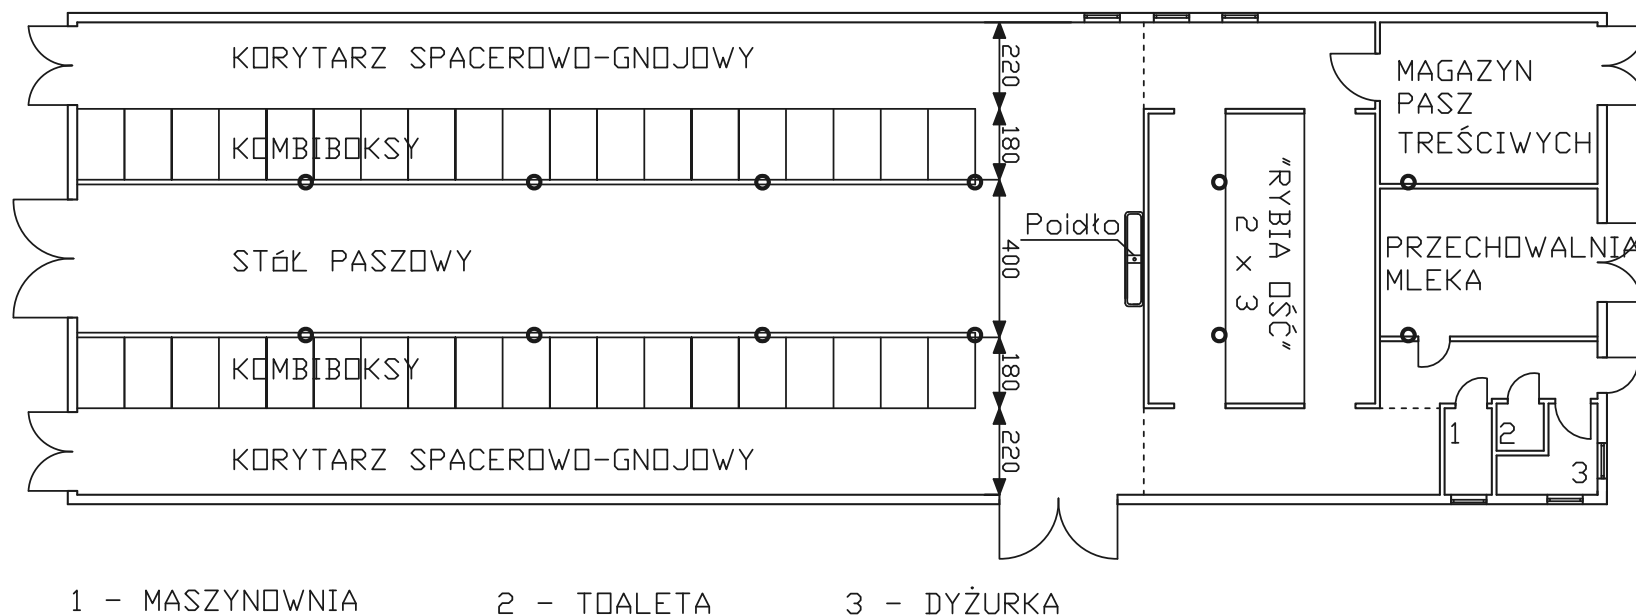 KORYTARZ SPACEROWO-GNOJOWY
220
MAGAZYN
PASZ
TREŚCIWYCH
KOMBIBOKSY
180
"RYBIA OŚĆ"
2 x 3
Poidło
STÓŁ PASZOWY
400
PRZECHOWALNIA
MLEKA
KOMBIBOKSY
180
KORYTARZ SPACEROWO-GNOJOWY
220
1
2
3
1 - MASZYNOWNIA
2 - TOALETA
3 - DYŻURKA